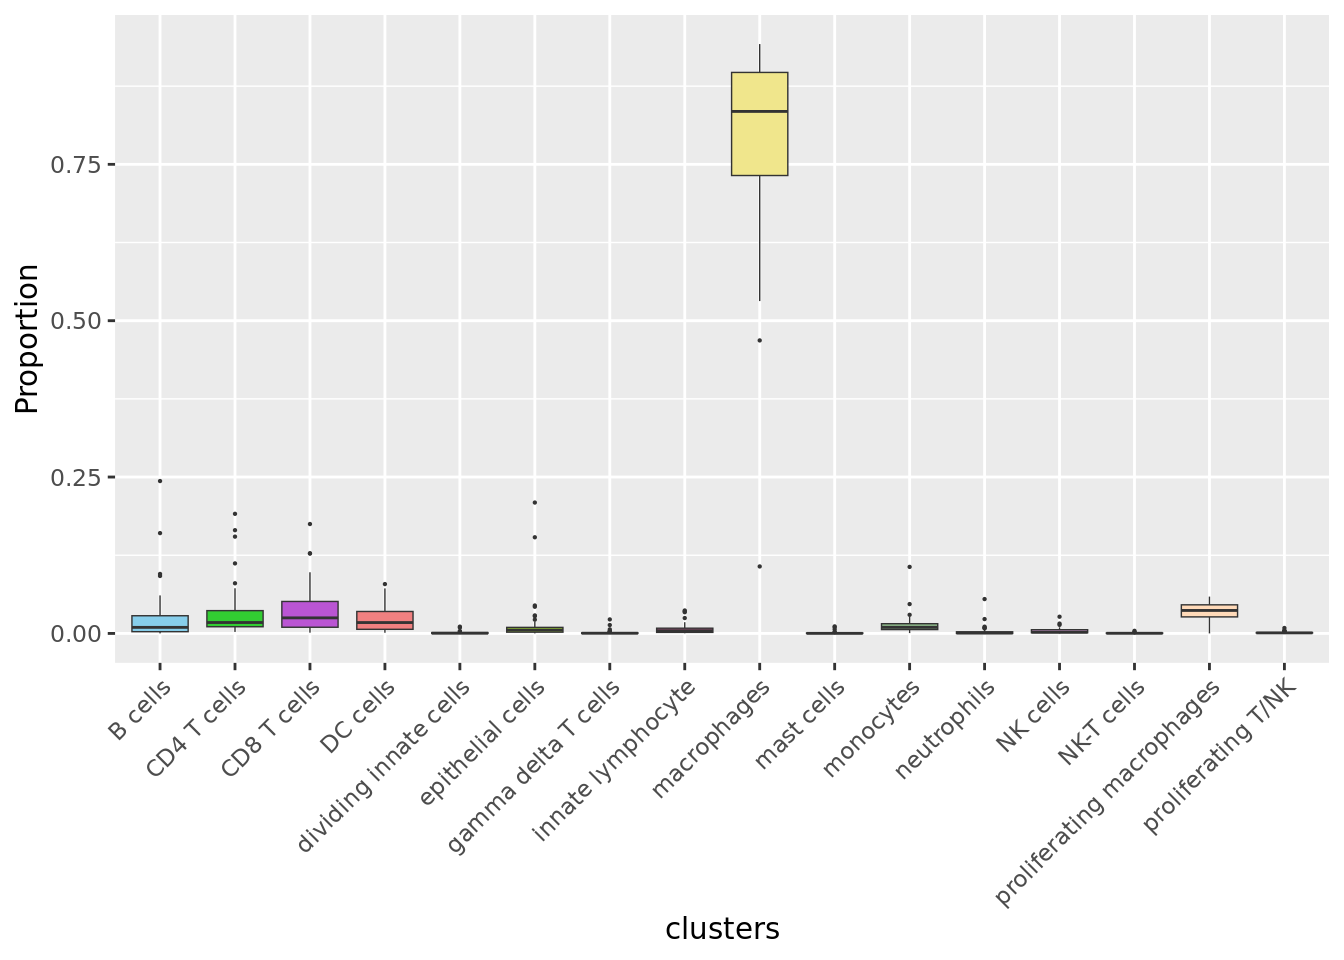 Proportion
0.75
0.50
0.25
0.00
B cells
CD4 T cells
CD8 T cells
DC cells
dividing innate cells
epithelial cells
gamma delta T cells
innate lymphocyte
macrophages
mast cells
monocytes
neutrophils
NK cells
NK-T cells
proliferating macrophages
proliferating T/NK
clusters